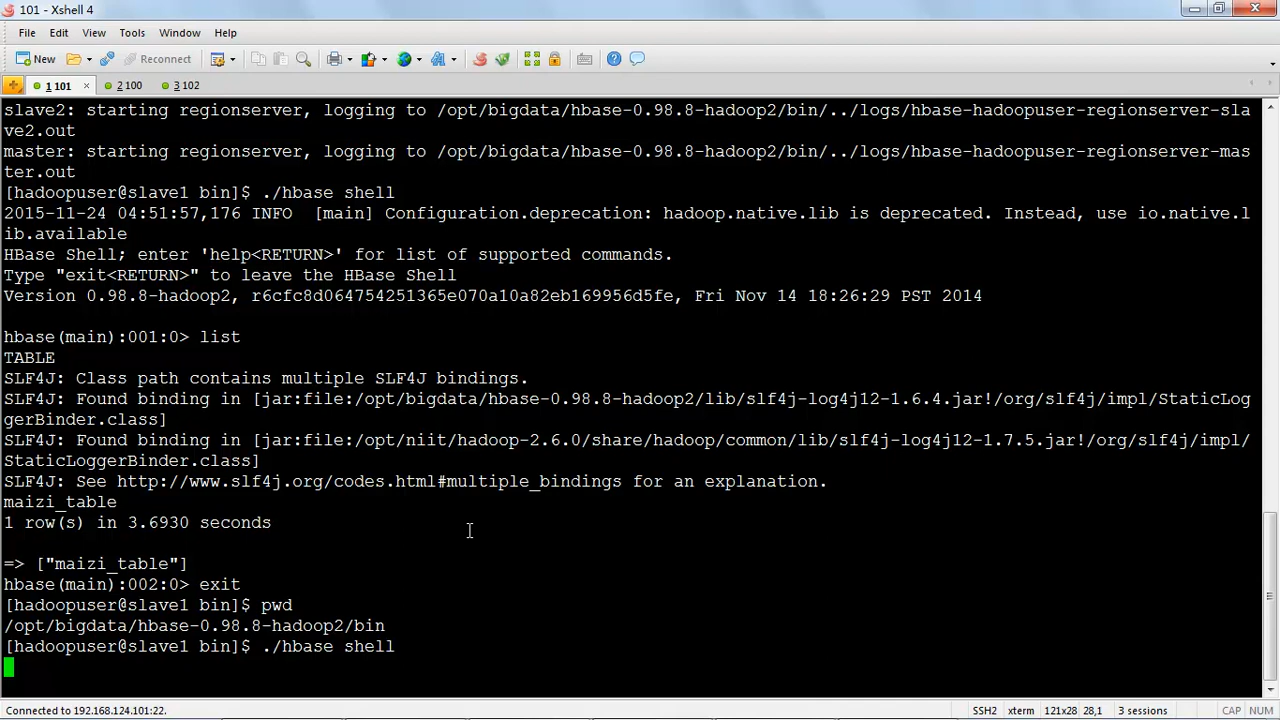 101 - Xshell 4
File Edit View Tools Window Help
New Reconnect
1 101 2 100 3 102
slave2: starting regionserver, logging to /opt/bigdata/hbase-0.98.8-hadoop2/bin/../logs/hbase-hadoopuser-regionserver-sla
ve2.out
master: starting regionserver, logging to /opt/bigdata/hbase-0.98.8-hadoop2/bin/../logs/hbase-hadoopuser-regionserver-mas
ter.out
[hadoopuser@slave1 bin]$ ./hbase shell
2015-11-24 04:51:57,176 INFO  [main] Configuration.deprecation: hadoop.native.lib is deprecated. Instead, use io.native.l
ib.available
HBase Shell; enter 'help<RETURN>' for list of supported commands.
Type "exit<RETURN>" to leave the HBase Shell
Version 0.98.8-hadoop2, r6cfc8d064754251365e070a10a82eb169956d5fe, Fri Nov 14 18:26:29 PST 2014
hbase(main):001:0> list
TABLE
SLF4J: Class path contains multiple SLF4J bindings.
SLF4J: Found binding in [jar:file:/opt/bigdata/hbase-0.98.8-hadoop2/lib/slf4j-log4j12-1.6.4.jar!/org/slf4j/impl/StaticLog
gerBinder.class]
SLF4J: Found binding in [jar:file:/opt/niit/hadoop-2.6.0/share/hadoop/common/lib/slf4j-log4j12-1.7.5.jar!/org/slf4j/impl/
StaticLoggerBinder.class]
SLF4J: See http://www.slf4j.org/codes.html#multiple_bindings for an explanation.
maizi_table
1 row(s) in 3.6930 seconds
=> ["maizi_table"]
hbase(main):002:0> exit
[hadoopuser@slave1 bin]$ pwd
/opt/bigdata/hbase-0.98.8-hadoop2/bin
[hadoopuser@slave1 bin]$ ./hbase shell
Connected to 192.168.124.101:22. SSH2 xterm 121x28 28,1 3 sessions CAP NUM